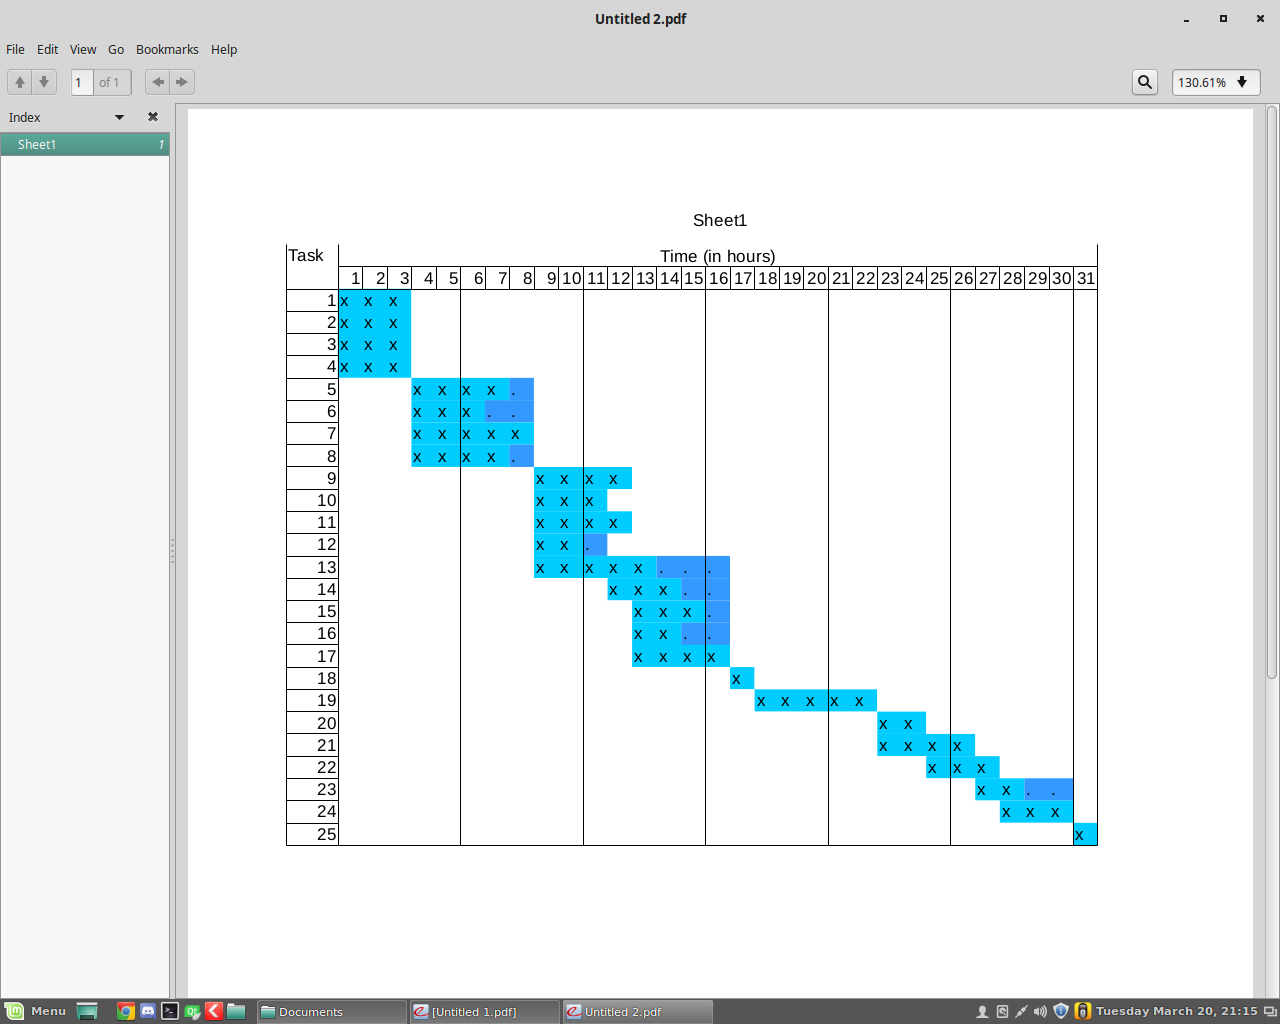 Untitled 2.pdf
File Edit View Go Bookmarks Help
1 of 1 130.61%
Index
Sheet1 1
Sheet1
Task Time (in hours)
1 2 3 4 5 6 7 8 9 10 11 12 13 14 15 16 17 18 19 20 21 22 23 24 25 26 27 28 29 30 31
1 x x x
2 x x x
3 x x x
4 x x x
5 x x x x .
6 x x x . .
7 x x x x x
8 x x x x .
9 x x x x
10 x x x
11 x x x x
12 x x .
13 x x x x x . . .
14 x x x . .
15 x x x .
16 x x . .
17 x x x x
18 x
19 x x x x x
20 x x
21 x x x x
22 x x x
23 x x . .
24 x x x
25 x
Menu Documents [Untitled 1.pdf] Untitled 2.pdf Tuesday March 20, 21:15